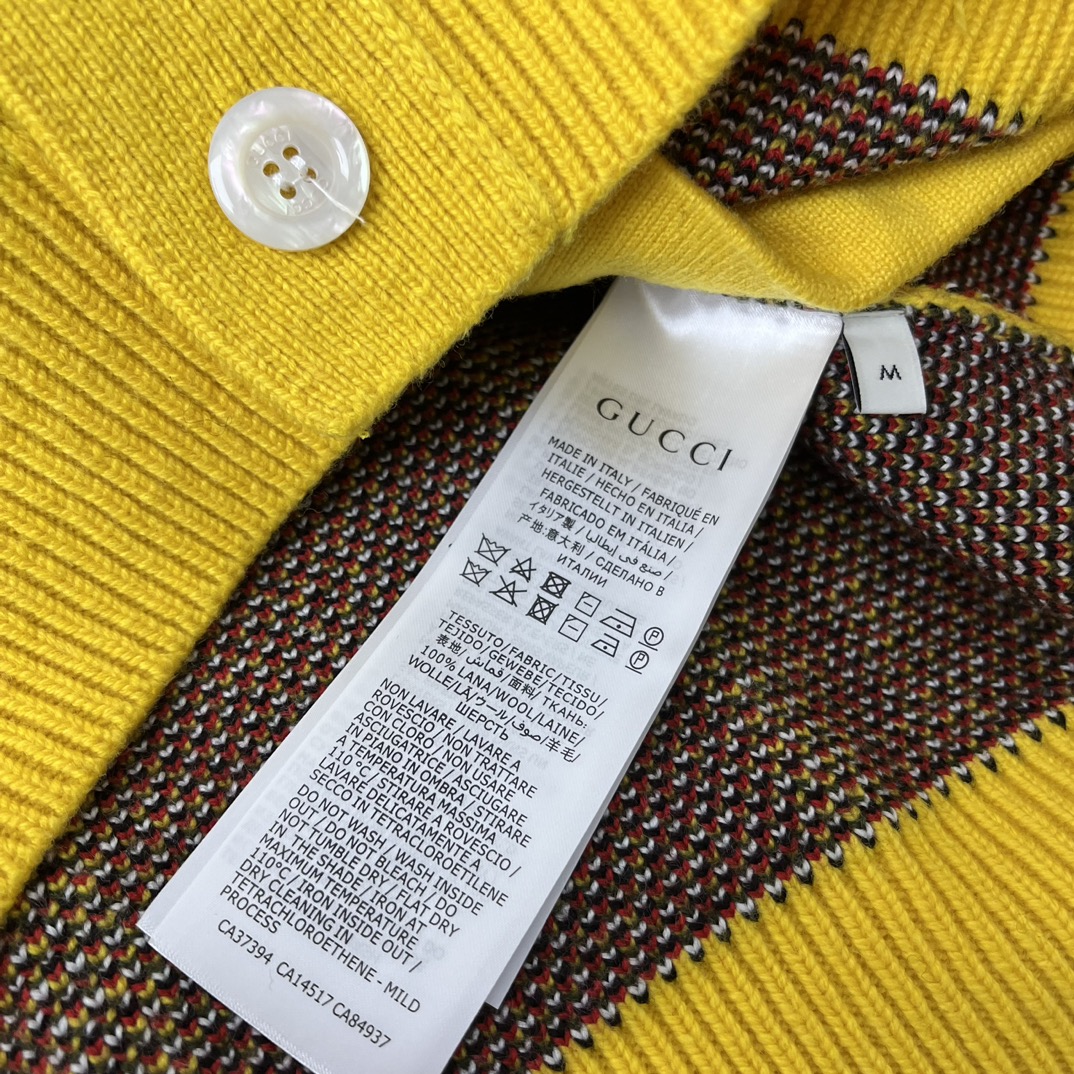 GUCCI
M
GUCCI
MADE IN ITALY / FABRIQUÉ EN
ITALIE / HECHO EN ITALIA /
HERGESTELLT IN ITALIEN /
FABRICADO EM ITÁLIA /
イタリア製 / صنع في إيطاليا /
产地:意大利 / СДЕЛАНО В
ИТАЛИИ
P
P
TESSUTO/FABRIC/TISSU/
TEJIDO/GEWEBE/TECIDO/
表地/قماش/面料/ТКАНЬ:
100% LANA/WOOL/LAINE/
WOLLE/LÃ/ウール/صوف/羊毛/
ШЕРСТЬ
NON LAVARE / LAVARE A
ROVESCIO / NON TRATTARE
CON CLORO / NON USARE
ASCIUGATRICE / ASCIUGARE
IN PIANO IN OMBRA / STIRARE
A TEMPERATURA MASSIMA
110 °C / STIRARE A ROVESCIO /
LAVARE DELICATAMENTE A
SECCO IN TETRACLOROETILENE
DO NOT WASH / WASH INSIDE
OUT / DO NOT BLEACH / DO
NOT TUMBLE DRY / FLAT DRY
IN THE SHADE / IRON AT
MAXIMUM TEMPERATURE
110°C / IRON INSIDE OUT /
DRY CLEANING IN
TETRACHLOROETHENE - MILD
PROCESS
CA37394 CA14517 CA84937